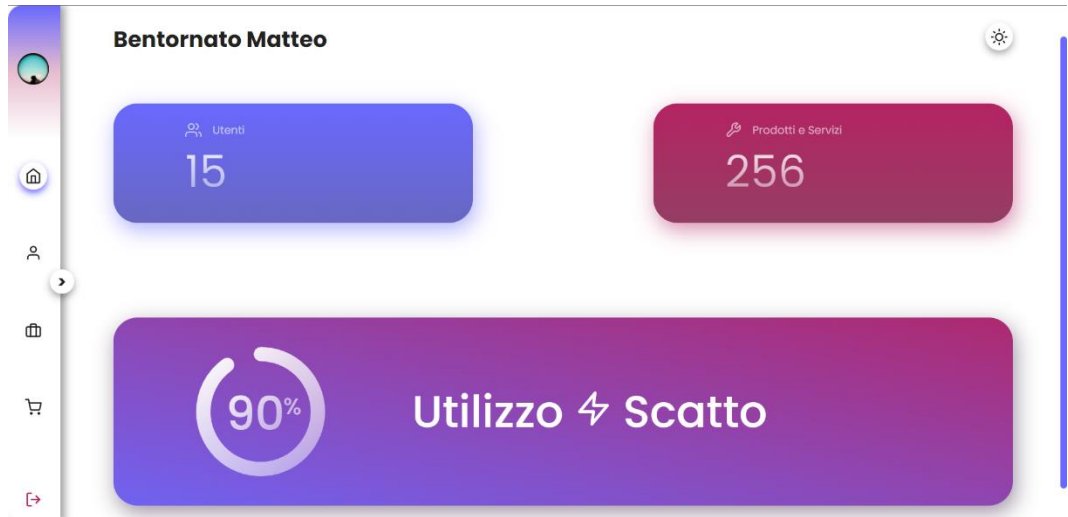 Bentornato Matteo
Utenti
15
Prodotti e Servizi
256
90%
Utilizzo Scatto